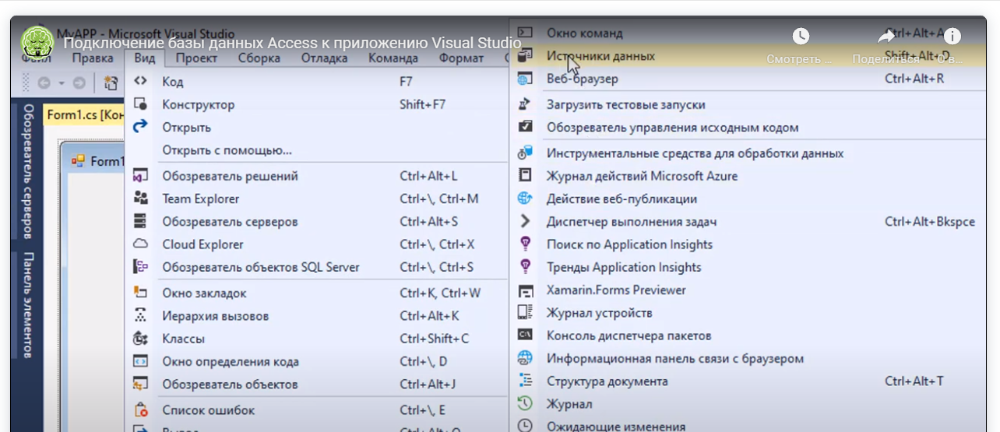 MyAPP - Microsoft Visual Studio
Подключение базы данных Access к приложению Visual Studio
Смотреть ...
Поделиться
Файл Правка Вид Проект Сборка Отладка Команда Формат
Обозреватель серверов
Панель элементов
Form1.cs [Кон
Form1
Код F7
Конструктор Shift+F7
Открыть
Открыть с помощью...
Обозреватель решений Ctrl+Alt+L
Team Explorer Ctrl+\, Ctrl+M
Обозреватель серверов Ctrl+Alt+S
Cloud Explorer Ctrl+\, Ctrl+X
Обозреватель объектов SQL Server Ctrl+\, Ctrl+S
Окно закладок Ctrl+K, Ctrl+W
Иерархия вызовов Ctrl+Alt+K
Классы Ctrl+Shift+C
Окно определения кода Ctrl+\, D
Обозреватель объектов Ctrl+Alt+J
Список ошибок Ctrl+\, E
Окно команд Ctrl+Alt+A
Источники данных Shift+Alt+D
Веб-браузер Ctrl+Alt+R
Загрузить тестовые запуски
Обозреватель управления исходным кодом
Инструментальные средства для обработки данных
Журнал действий Microsoft Azure
Действие веб-публикации
Диспетчер выполнения задач Ctrl+Alt+Bkspce
Поиск по Application Insights
Тренды Application Insights
Xamarin.Forms Previewer
Журнал устройств
Консоль диспетчера пакетов
Информационная панель связи с браузером
Структура документа Ctrl+Alt+T
Журнал
Ожидающие изменения